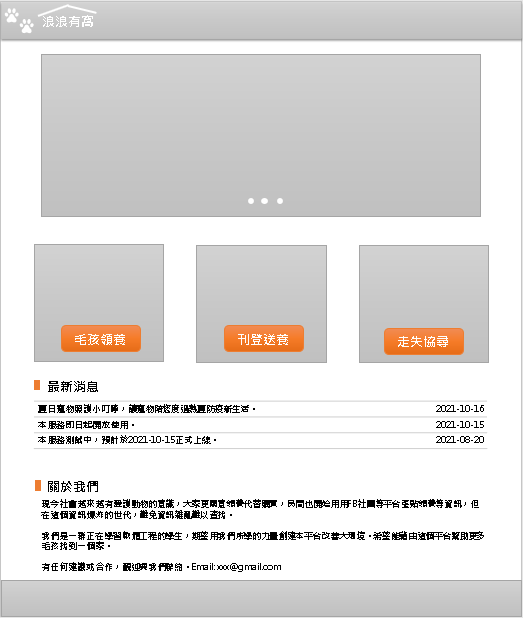 浪浪有窩
毛孩領養
刊登送養
走失協尋
最新消息
夏日寵物照護小叮嚀，讓寵物陪您度過熱夏防疫新生活。 2021-10-16
本服務即日起開放使用。 2021-10-15
本服務測試中，預計於2021-10-15正式上線。 2021-08-20
關於我們
現今社會越來越有愛護動物的意識，大家更願意領養代替購買，民間也開始用用FB社團等平台張貼領養等資訊，但
在這個資訊爆炸的世代，難免資訊雜亂難以查找。
我們是一群正在學習軟體工程的學生，期望用我們所學的力量創建本平台改善大環境。希望能藉由這個平台幫助更多
毛孩找到一個家。
有任何建議或合作，歡迎與我們聯絡。Email:xxx@gmail.com